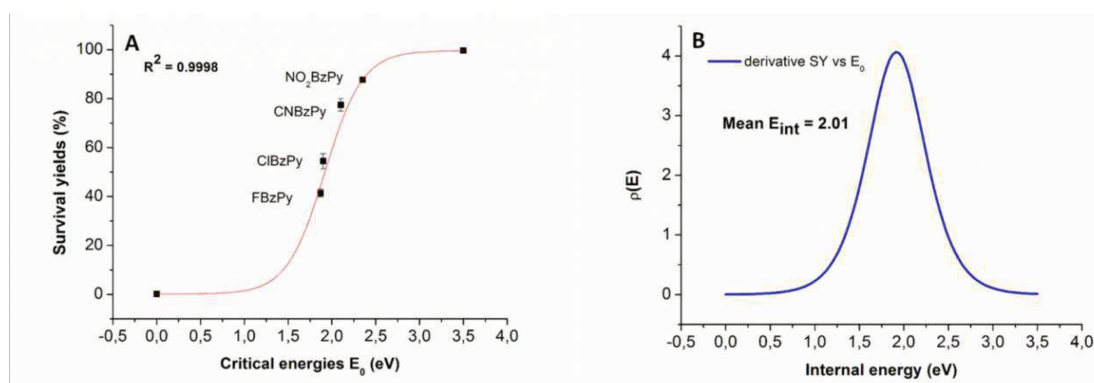 A
R² = 0.9998
NO₂BzPy
CNBzPy
ClBzPy
FBzPy
Survival yields (%)
100
80
60
40
20
0
-0,5 0,0 0,5 1,0 1,5 2,0 2,5 3,0 3,5 4,0
Critical energies E₀ (eV)
B
derivative SY vs E₀
Mean E_int = 2.01
ρ(E)
4
3
2
1
0
-0,5 0,0 0,5 1,0 1,5 2,0 2,5 3,0 3,5 4,0
Internal energy (eV)